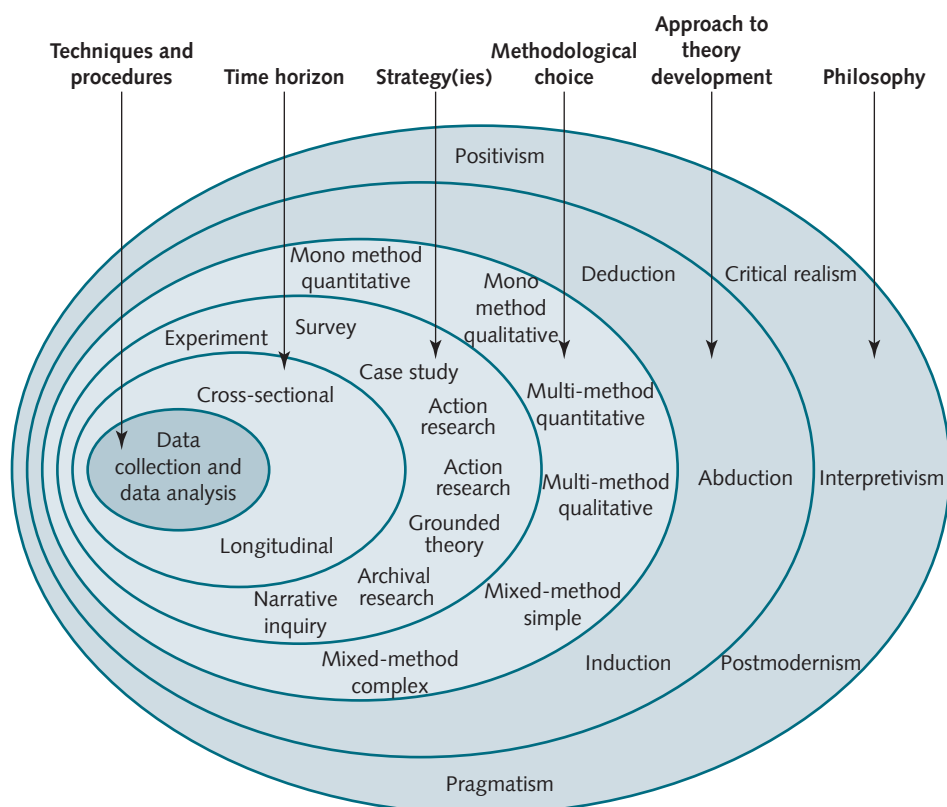 Techniques and
procedures
Time horizon
Strategy(ies)
Methodological
choice
Approach to
theory
development
Philosophy
Positivism
Mono method
quantitative
Mono
method
qualitative
Deduction
Critical realism
Experiment
Survey
Case study
Cross-sectional
Action
research
Multi-method
quantitative
Data
collection and
data analysis
Action
research
Multi-method
qualitative
Abduction
Interpretivism
Grounded
theory
Longitudinal
Archival
research
Narrative
inquiry
Mixed-method
simple
Mixed-method
complex
Induction
Postmodernism
Pragmatism